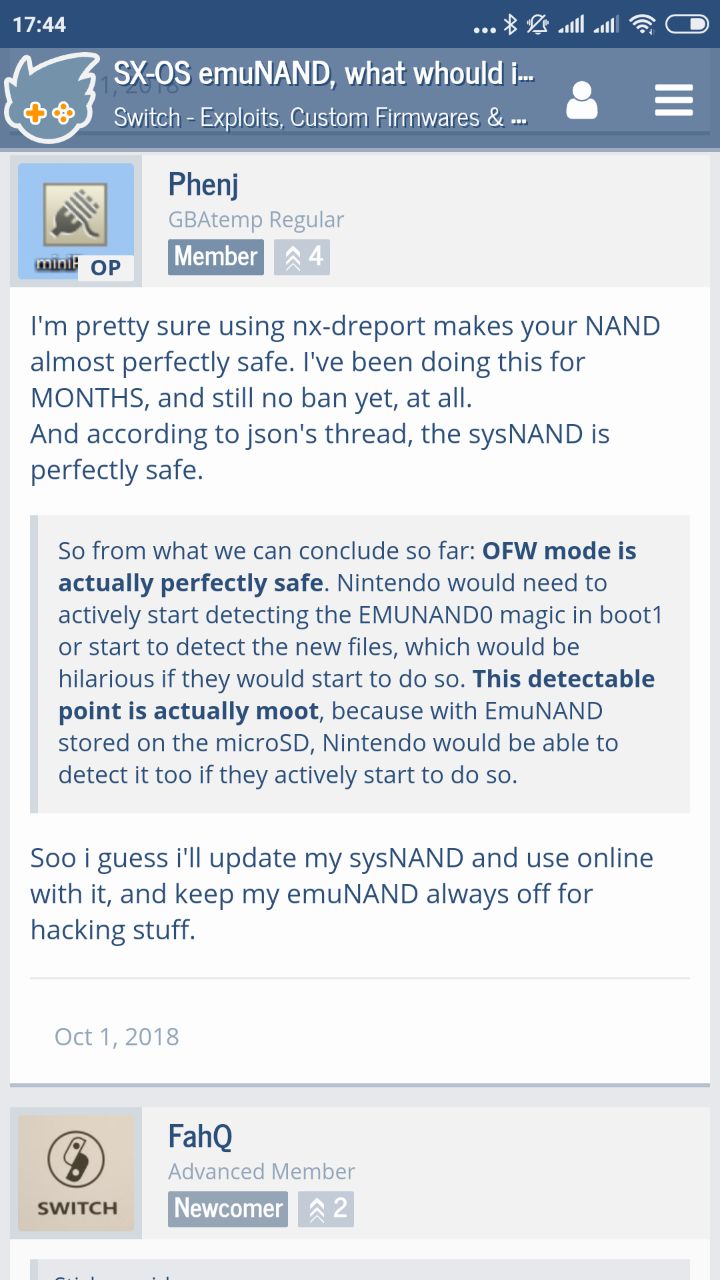 17:44
SX-OS emuNAND, what whould i...
Switch - Exploits, Custom Firmwares & ...
Phenj
GBAtemp Regular
OP
Member 4
I'm pretty sure using nx-dreport makes your NAND
almost perfectly safe. I've been doing this for
MONTHS, and still no ban yet, at all.
And according to json's thread, the sysNAND is
perfectly safe.
So from what we can conclude so far: OFW mode is
actually perfectly safe. Nintendo would need to
actively start detecting the EMUNAND0 magic in boot1
or start to detect the new files, which would be
hilarious if they would start to do so. This detectable
point is actually moot, because with EmuNAND
stored on the microSD, Nintendo would be able to
detect it too if they actively start to do so.
Soo i guess i'll update my sysNAND and use online
with it, and keep my emuNAND always off for
hacking stuff.
Oct 1, 2018
FahQ
Advanced Member
SWITCH
Newcomer 2